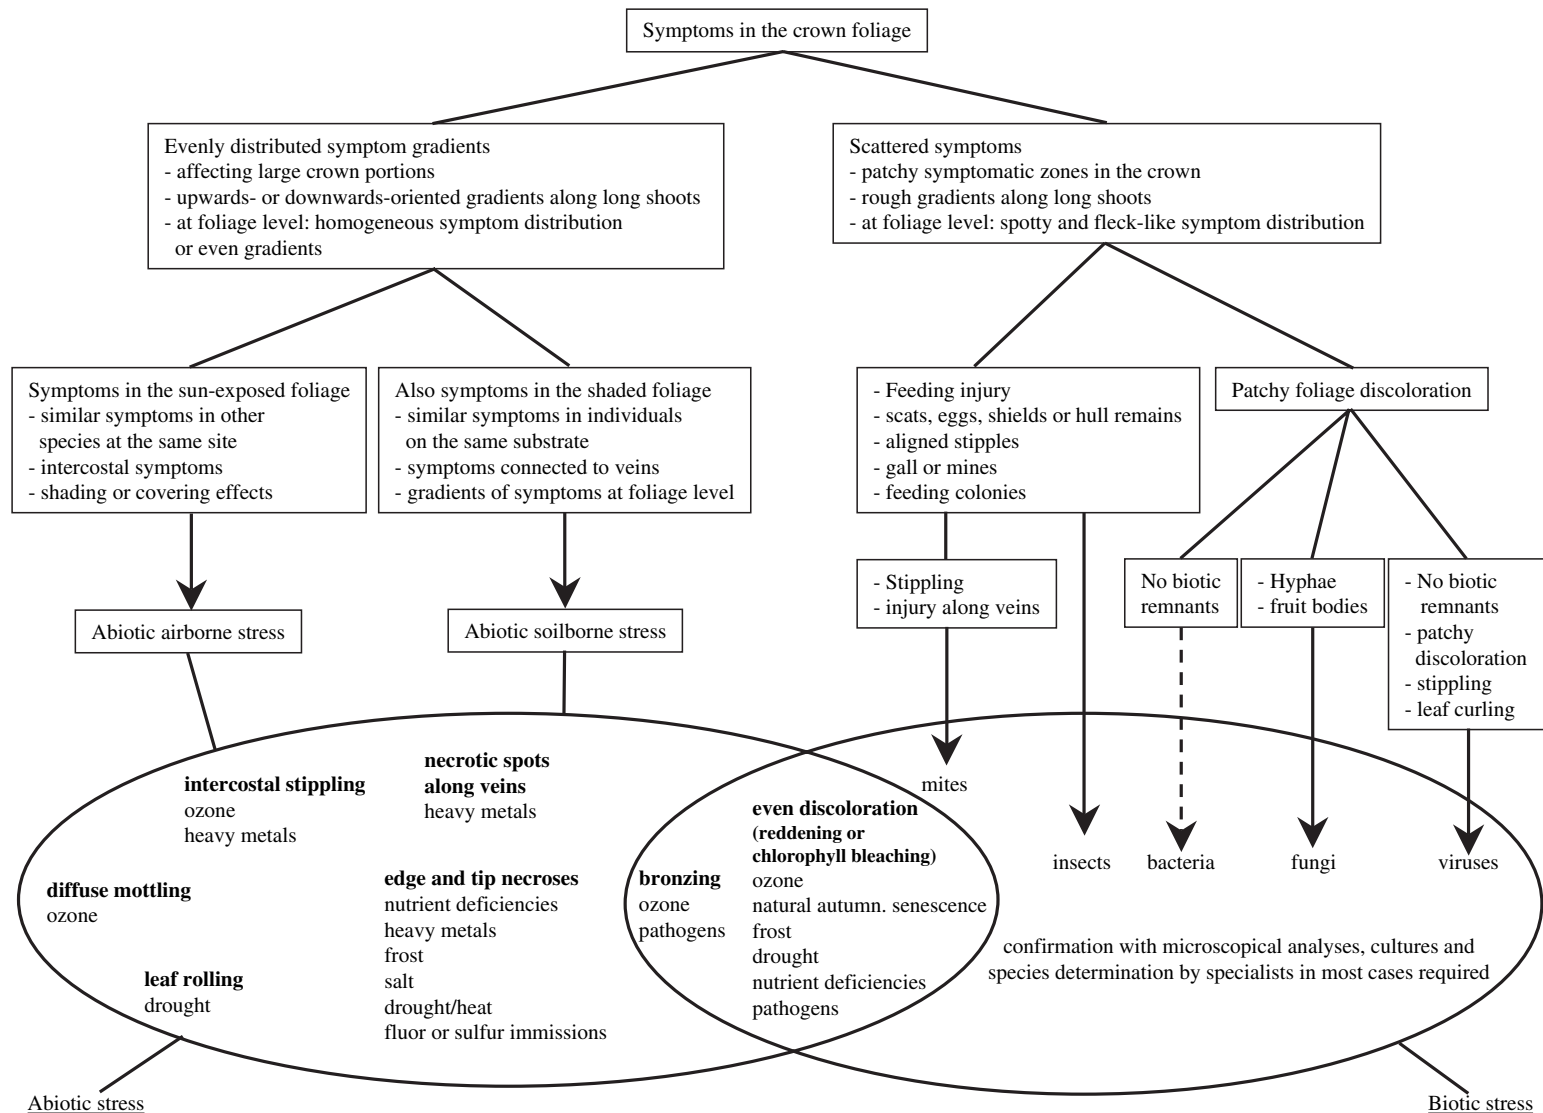 Symptoms in the crown foliage
Evenly distributed symptom gradients
- affecting large crown portions
- upwards- or downwards-oriented gradients along long shoots
- at foliage level: homogeneous symptom distribution
or even gradients
Scattered symptoms
- patchy symptomatic zones in the crown
- rough gradients along long shoots
- at foliage level: spotty and fleck-like symptom distribution
Symptoms in the sun-exposed foliage
- similar symptoms in other
species at the same site
- intercostal symptoms
- shading or covering effects
Also symptoms in the shaded foliage
- similar symptoms in individuals
on the same substrate
- symptoms connected to veins
- gradients of symptoms at foliage level
- Feeding injury
- scats, eggs, shields or hull remains
- aligned stipples
- gall or mines
- feeding colonies
Patchy foliage discoloration
- Stippling
- injury along veins
No biotic
remnants
- Hyphae
- fruit bodies
- No biotic
remnants
- patchy
discoloration
- stippling
- leaf curling
Abiotic airborne stress
Abiotic soilborne stress
intercostal stippling
ozone
heavy metals
necrotic spots
along veins
heavy metals
diffuse mottling
ozone
edge and tip necroses
nutrient deficiencies
heavy metals
frost
salt
drought/heat
fluor or sulfur immissions
leaf rolling
drought
bronzing
ozone
pathogens
even discoloration
(reddening or
chlorophyll bleaching)
ozone
natural autumn. senescence
frost
drought
nutrient deficiencies
pathogens
mites
insects
bacteria
fungi
viruses
confirmation with microscopical analyses, cultures and
species determination by specialists in most cases required
Abiotic stress
Biotic stress